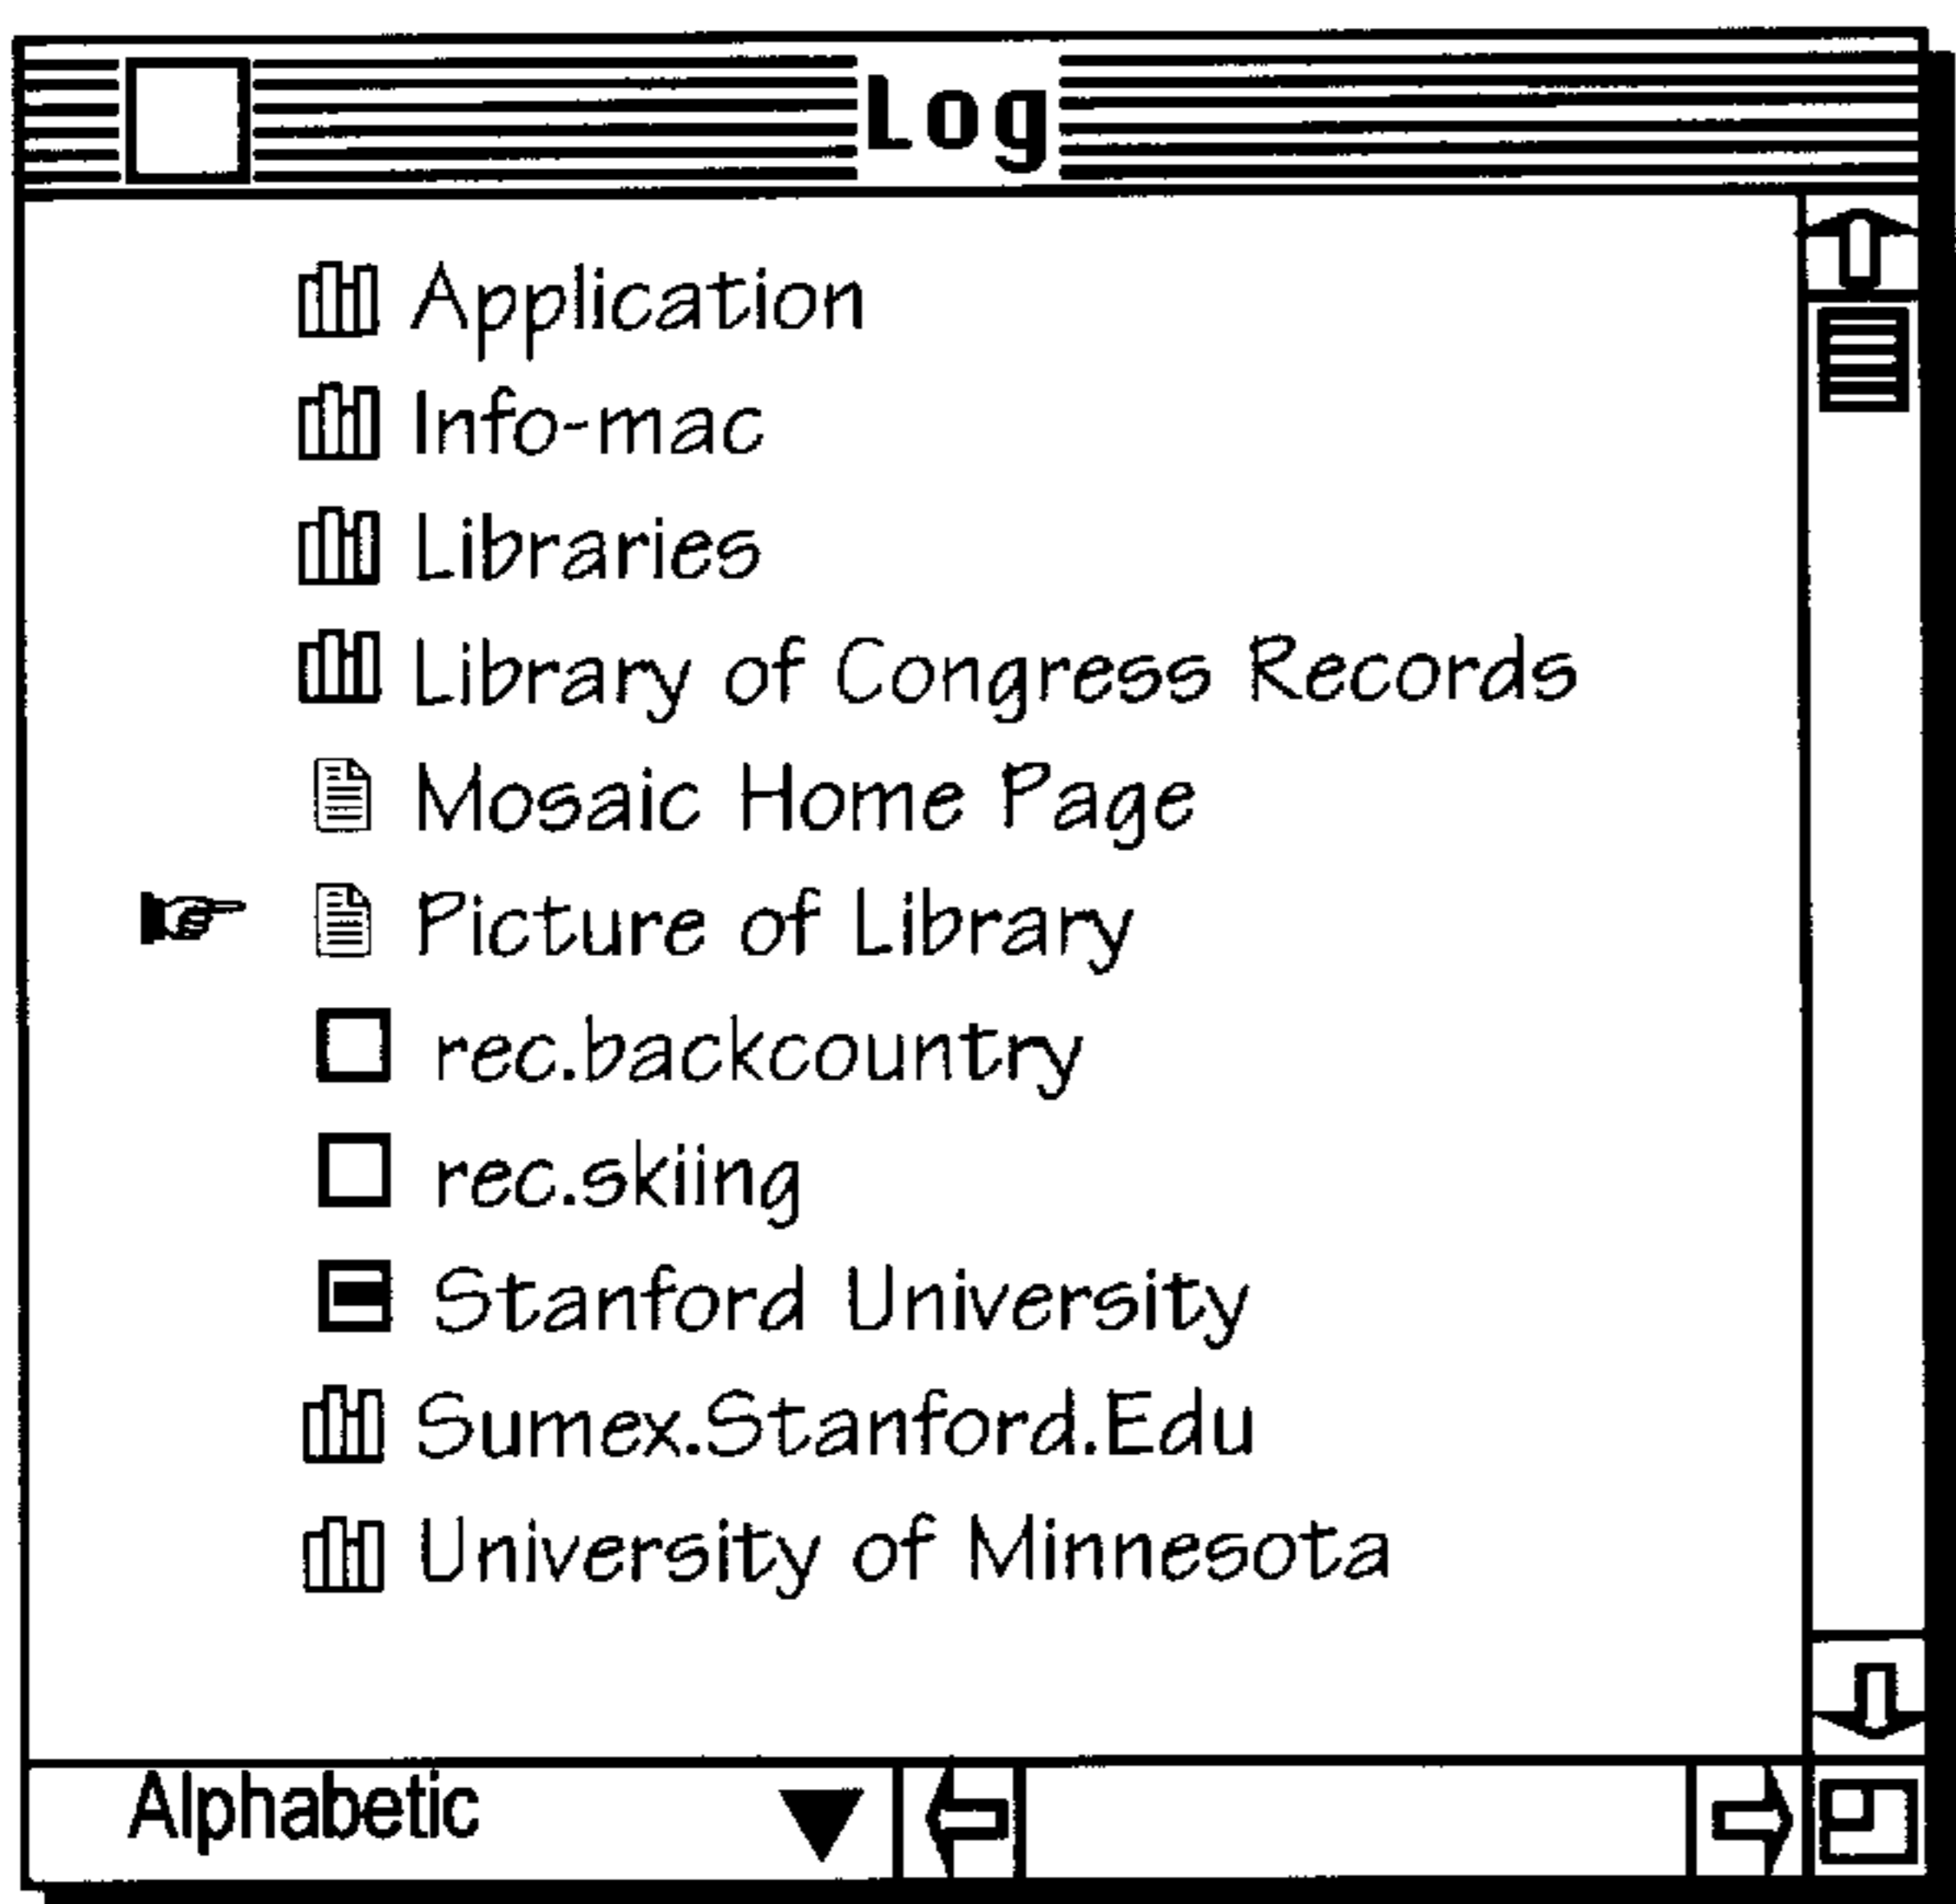 Log
Application
Info-mac
Libraries
Library of Congress Records
Mosaic Home Page
Picture of Library
rec.backcountry
rec.skiing
Stanford University
Sumex.Stanford.Edu
University of Minnesota
Alphabetic